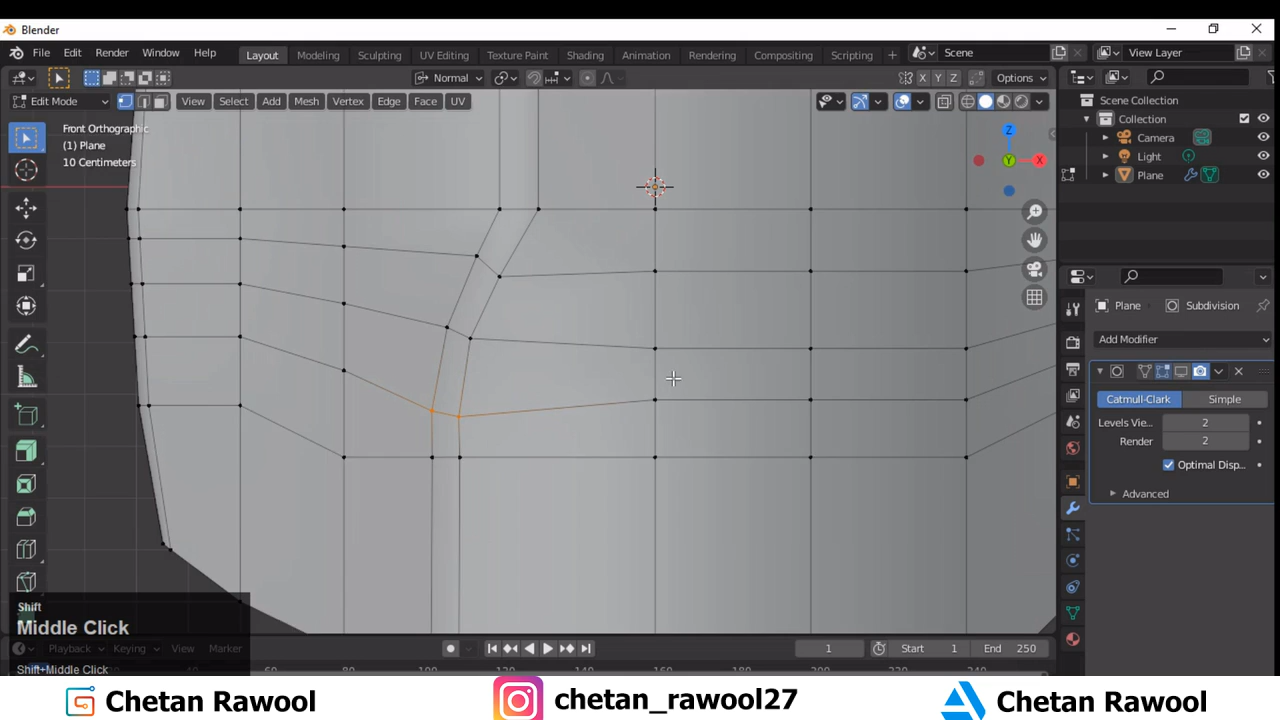 Blender
File Edit Render Window Help Layout Modeling Sculpting UV Editing Texture Paint Shading Animation Rendering Compositing Scripting + Scene View Layer
Normal X Y Z Options
Edit Mode View Select Add Mesh Vertex Edge Face UV
Front Orthographic
(1) Plane
10 Centimeters
Z
Y X
Scene Collection
Collection
Camera
Light
Plane
Plane Subdivision
Add Modifier
Catmull-Clark Simple
Levels Vie... 2
Render 2
Optimal Disp...
Advanced
Shift
Middle Click
Shift+Middle Click
Playback Keying View Marker 1 Start 1 End 250
Chetan Rawool chetan_rawool27 Chetan Rawool